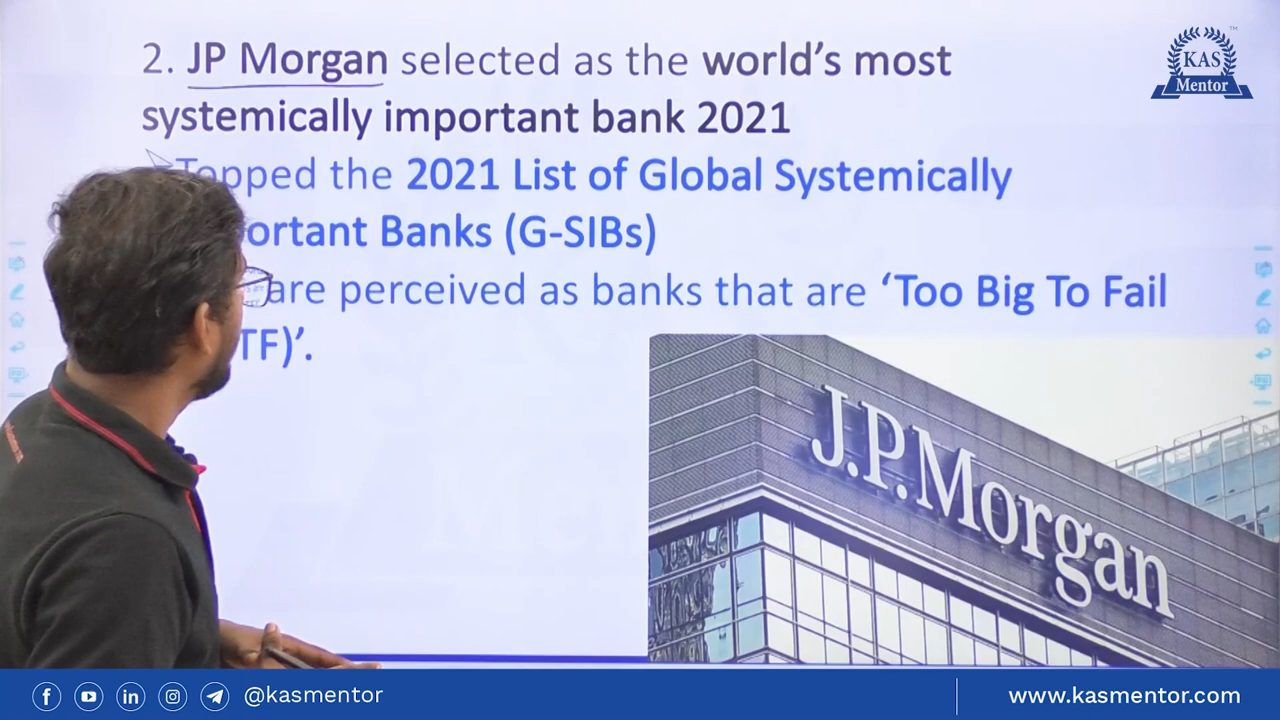 2. JP Morgan selected as the world's most
systemically important bank 2021
Topped the 2021 List of Global Systemically
ortant Banks (G-SIBs)
are perceived as banks that are ‘Too Big To Fail
TF)’.
J.P.Morgan
KAS
Mentor
TM
@kasmentor
www.kasmentor.com